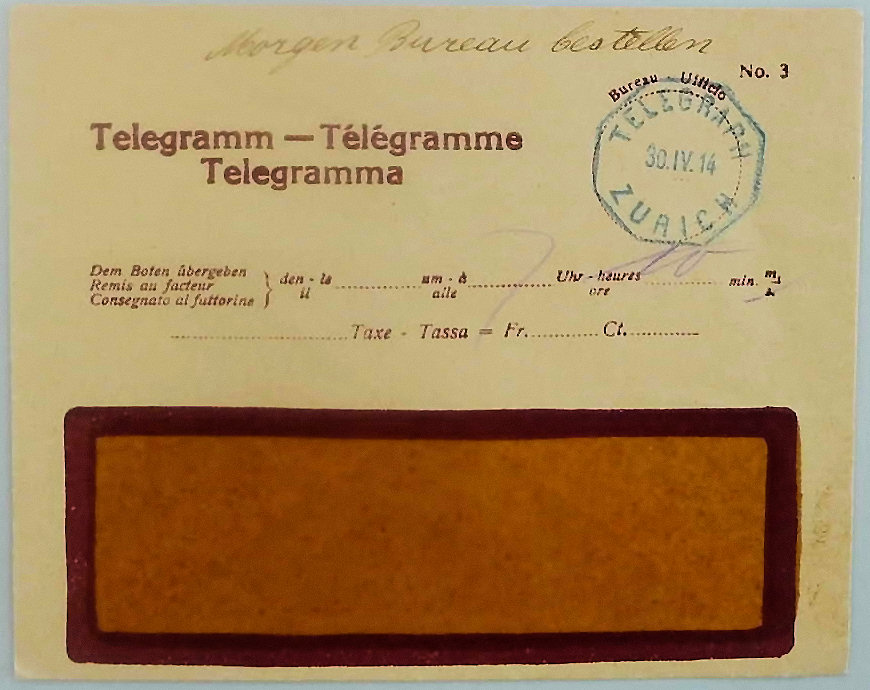 Morgen Bureau bestellen
No. 3
Bureau - Ufficio
TELEGRAPH
30.IV.14
ZURICH
Telegramm — Télégramme
Telegramma
Dem Boten übergeben
Remis au facteur
Consegnato al fattorino
den - le
il
um - à
alle
Uhr - heures
ore
min.
m.
s.
Taxe - Tassa = Fr. Ct.